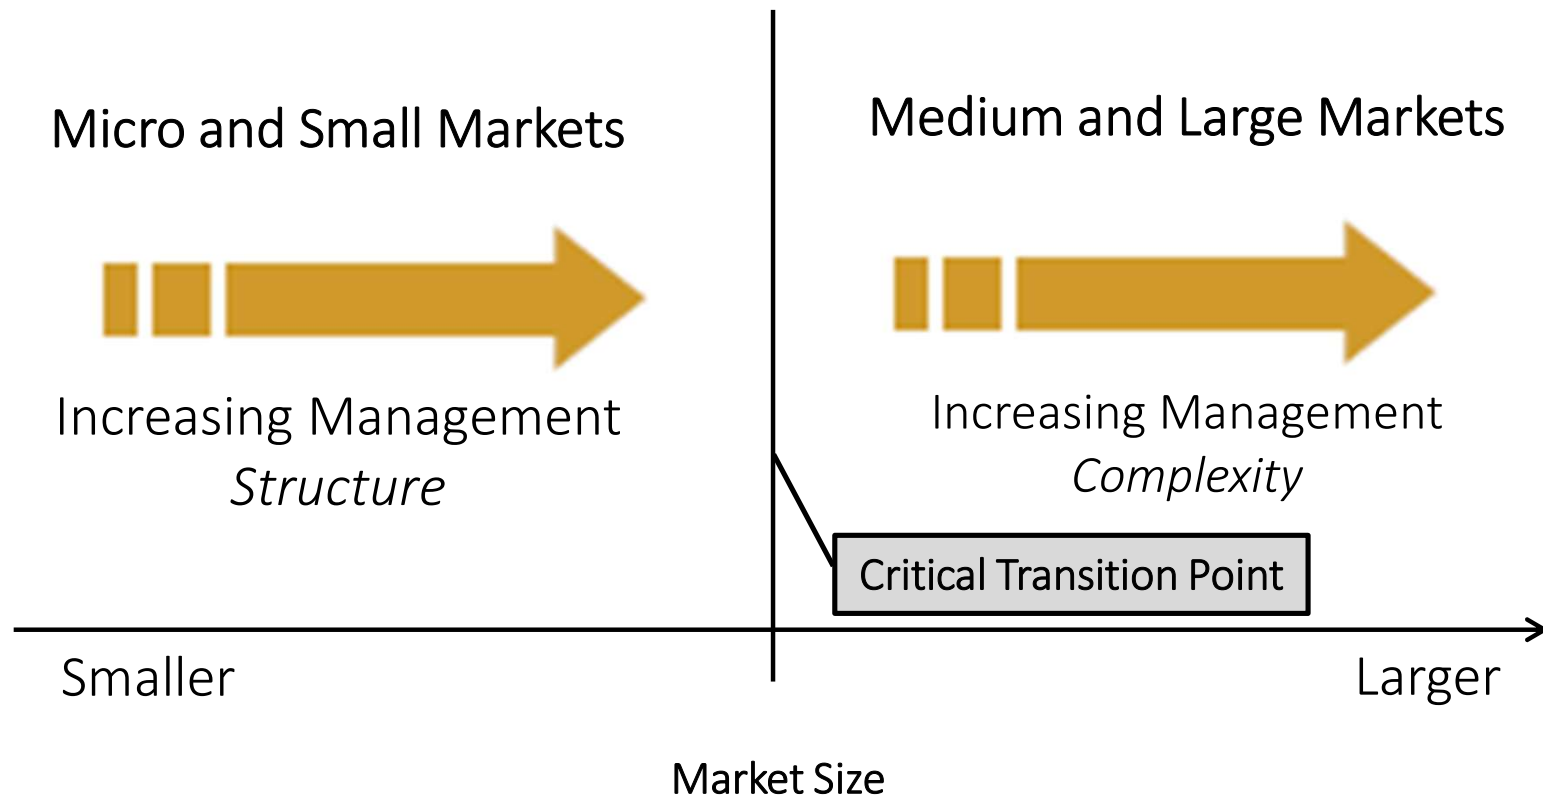 Micro and Small Markets
Medium and Large Markets
Increasing Management
Structure
Increasing Management
Complexity
Critical Transition Point
Smaller
Larger
Market Size